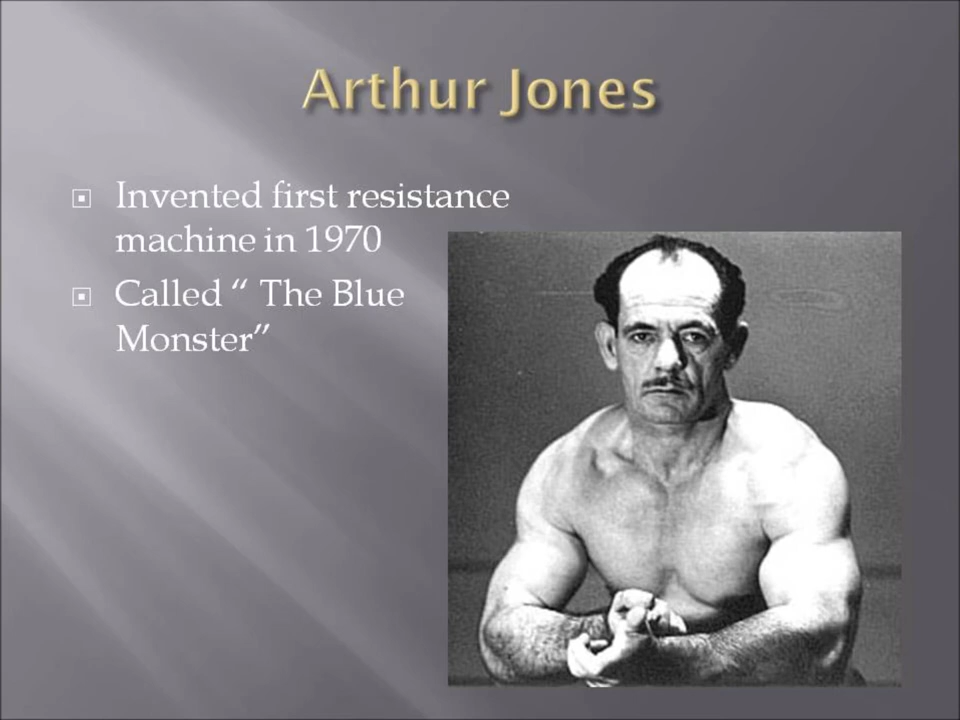 Arthur Jones
Invented first resistance
machine in 1970
Called “ The Blue
Monster”